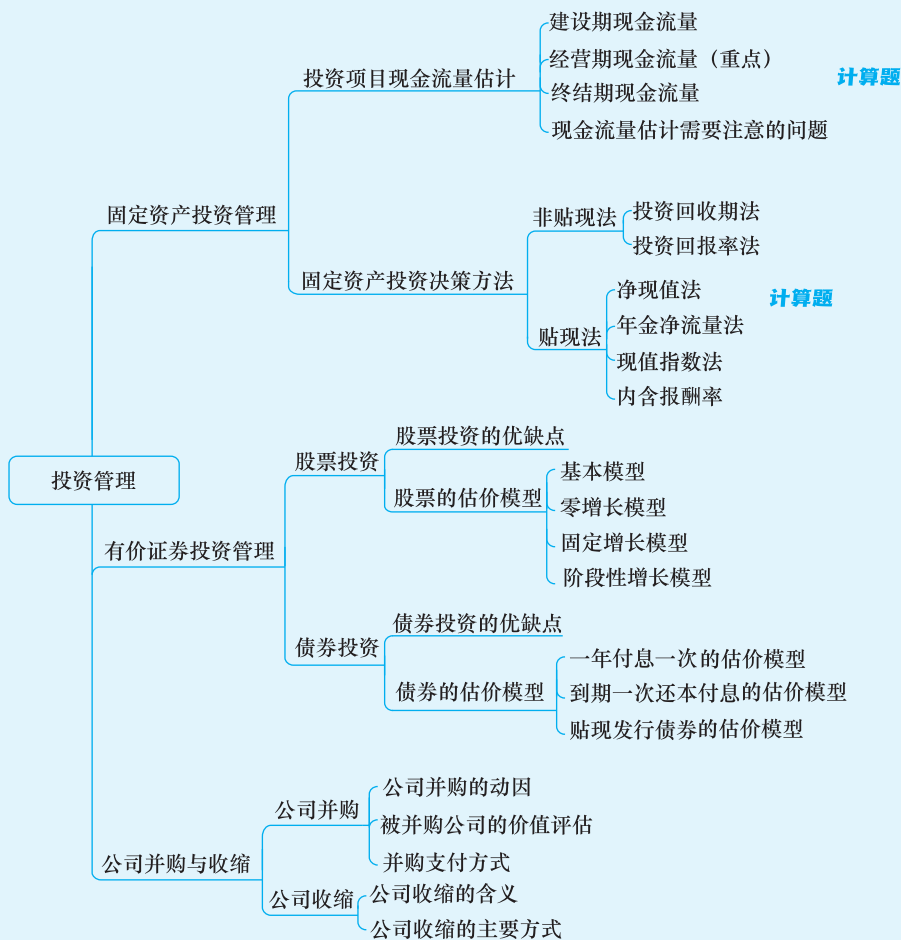 建设期现金流量
经营期现金流量（重点）
计算题
投资项目现金流量估计
终结期现金流量
现金流量估计需要注意的问题
固定资产投资管理
非贴现法
投资回收期法
投资回报率法
固定资产投资决策方法
净现值法
计算题
年金净流量法
贴现法
现值指数法
内含报酬率
投资管理
股票投资的优缺点
股票投资
基本模型
股票的估价模型
零增长模型
固定增长模型
有价证券投资管理
阶段性增长模型
债券投资的优缺点
债券投资
一年付息一次的估价模型
债券的估价模型
到期一次还本付息的估价模型
贴现发行债券的估价模型
公司并购的动因
公司并购
被并购公司的价值评估
并购支付方式
公司并购与收缩
公司收缩的含义
公司收缩
公司收缩的主要方式